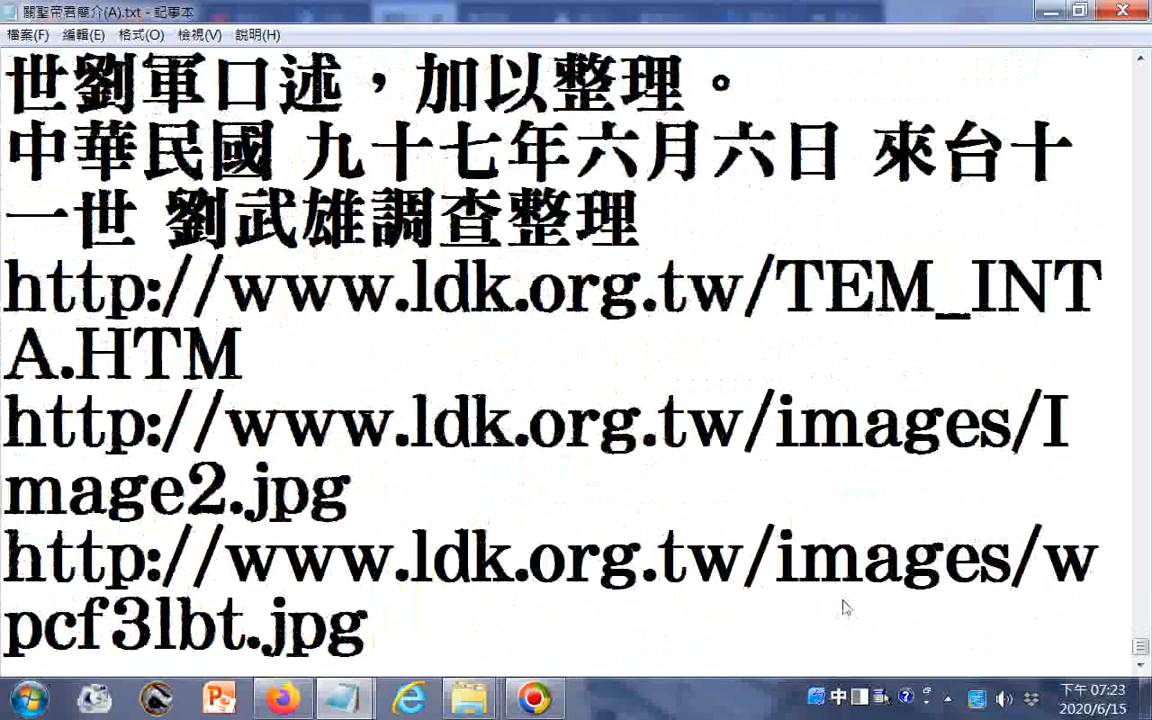 關聖帝君簡介(A).txt - 記事本
檔案(F) 編輯(E) 格式(O) 檢視(V) 說明(H)
世劉軍口述，加以整理。
中華民國 九十七年六月六日 來台十
一世 劉武雄調查整理
http://www.ldk.org.tw/TEM_INT
A.HTM
http://www.ldk.org.tw/images/I
mage2.jpg
http://www.ldk.org.tw/images/w
pcf3lbt.jpg
中
下午 07:23
2020/6/15